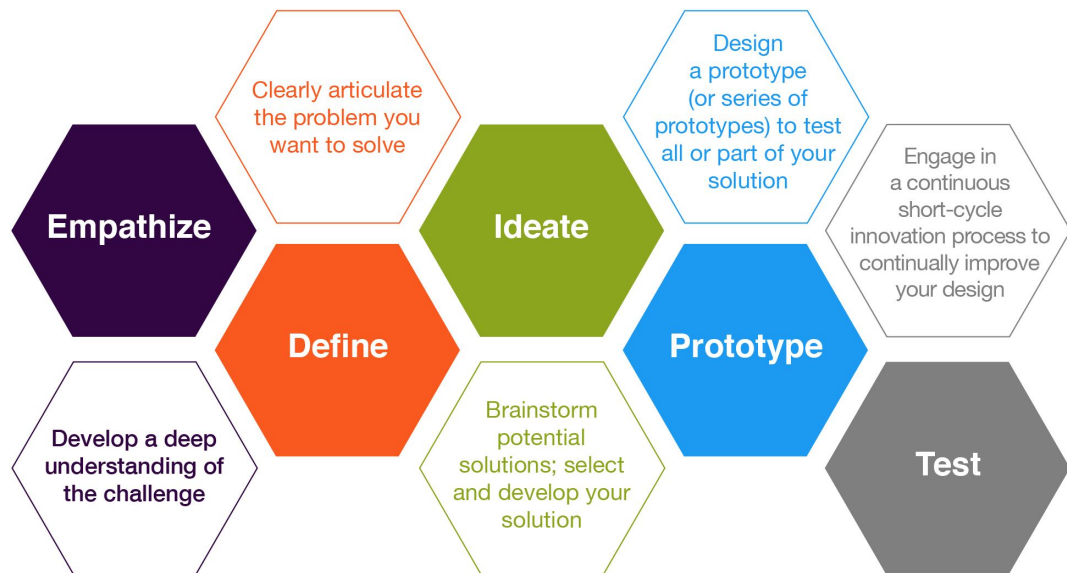 Empathize
Develop a deep
understanding of
the challenge
Clearly articulate
the problem you
want to solve
Define
Ideate
Brainstorm
potential
solutions; select
and develop your
solution
Design
a prototype
(or series of
prototypes) to test
all or part of your
solution
Prototype
Engage in
a continuous
short-cycle
innovation process to
continually improve
your design
Test